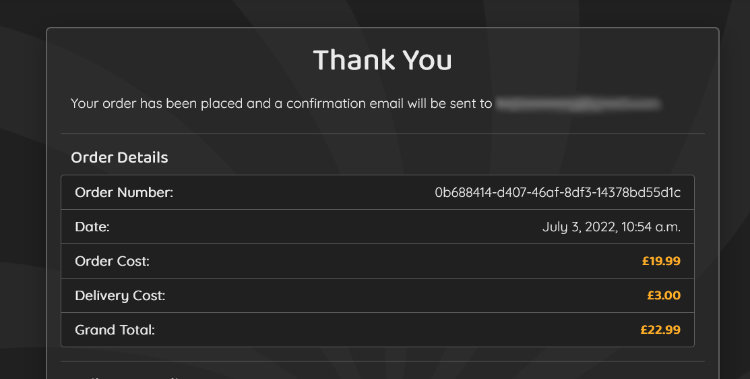 Thank You
Your order has been placed and a confirmation email will be sent to
Order Details
Order Number: 0b688414-d407-46af-8df3-14378bd55d1c
Date: July 3, 2022, 10:54 a.m.
Order Cost: £19.99
Delivery Cost: £3.00
Grand Total: £22.99